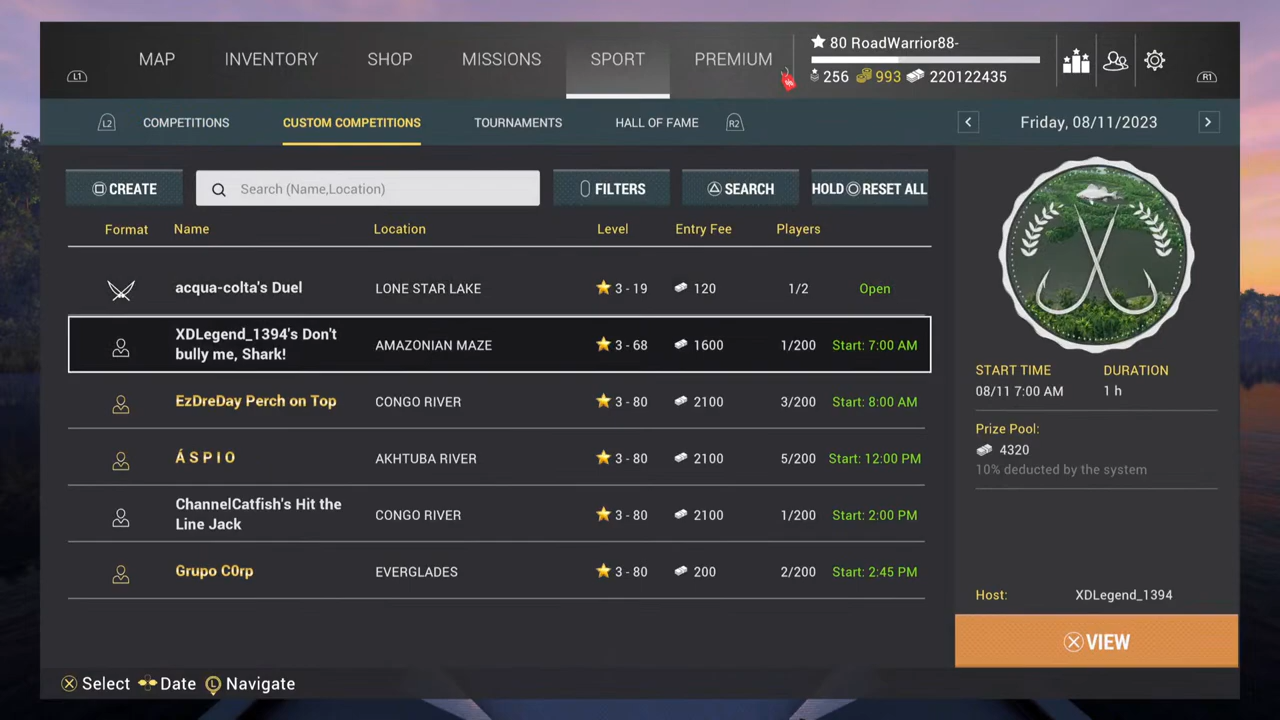 L1 MAP INVENTORY SHOP MISSIONS SPORT PREMIUM R1
80 RoadWarrior88-
256 993 220122435
L2 COMPETITIONS CUSTOM COMPETITIONS TOURNAMENTS HALL OF FAME R2
Friday, 08/11/2023
CREATE Search (Name,Location) FILTERS SEARCH HOLD RESET ALL
Format Name Location Level Entry Fee Players
acqua-colta's Duel LONE STAR LAKE 3 - 19 120 1/2 Open
XDLegend_1394's Don't
bully me, Shark! AMAZONIAN MAZE 3 - 68 1600 1/200 Start: 7:00 AM
EzDreDay Perch on Top CONGO RIVER 3 - 80 2100 3/200 Start: 8:00 AM
Á S P I O AKHTUBA RIVER 3 - 80 2100 5/200 Start: 12:00 PM
ChannelCatfish's Hit the
Line Jack CONGO RIVER 3 - 80 2100 1/200 Start: 2:00 PM
Grupo C0rp EVERGLADES 3 - 80 200 2/200 Start: 2:45 PM
START TIME DURATION
08/11 7:00 AM 1 h
Prize Pool:
4320
10% deducted by the system
Host: XDLegend_1394
VIEW
Select Date L Navigate